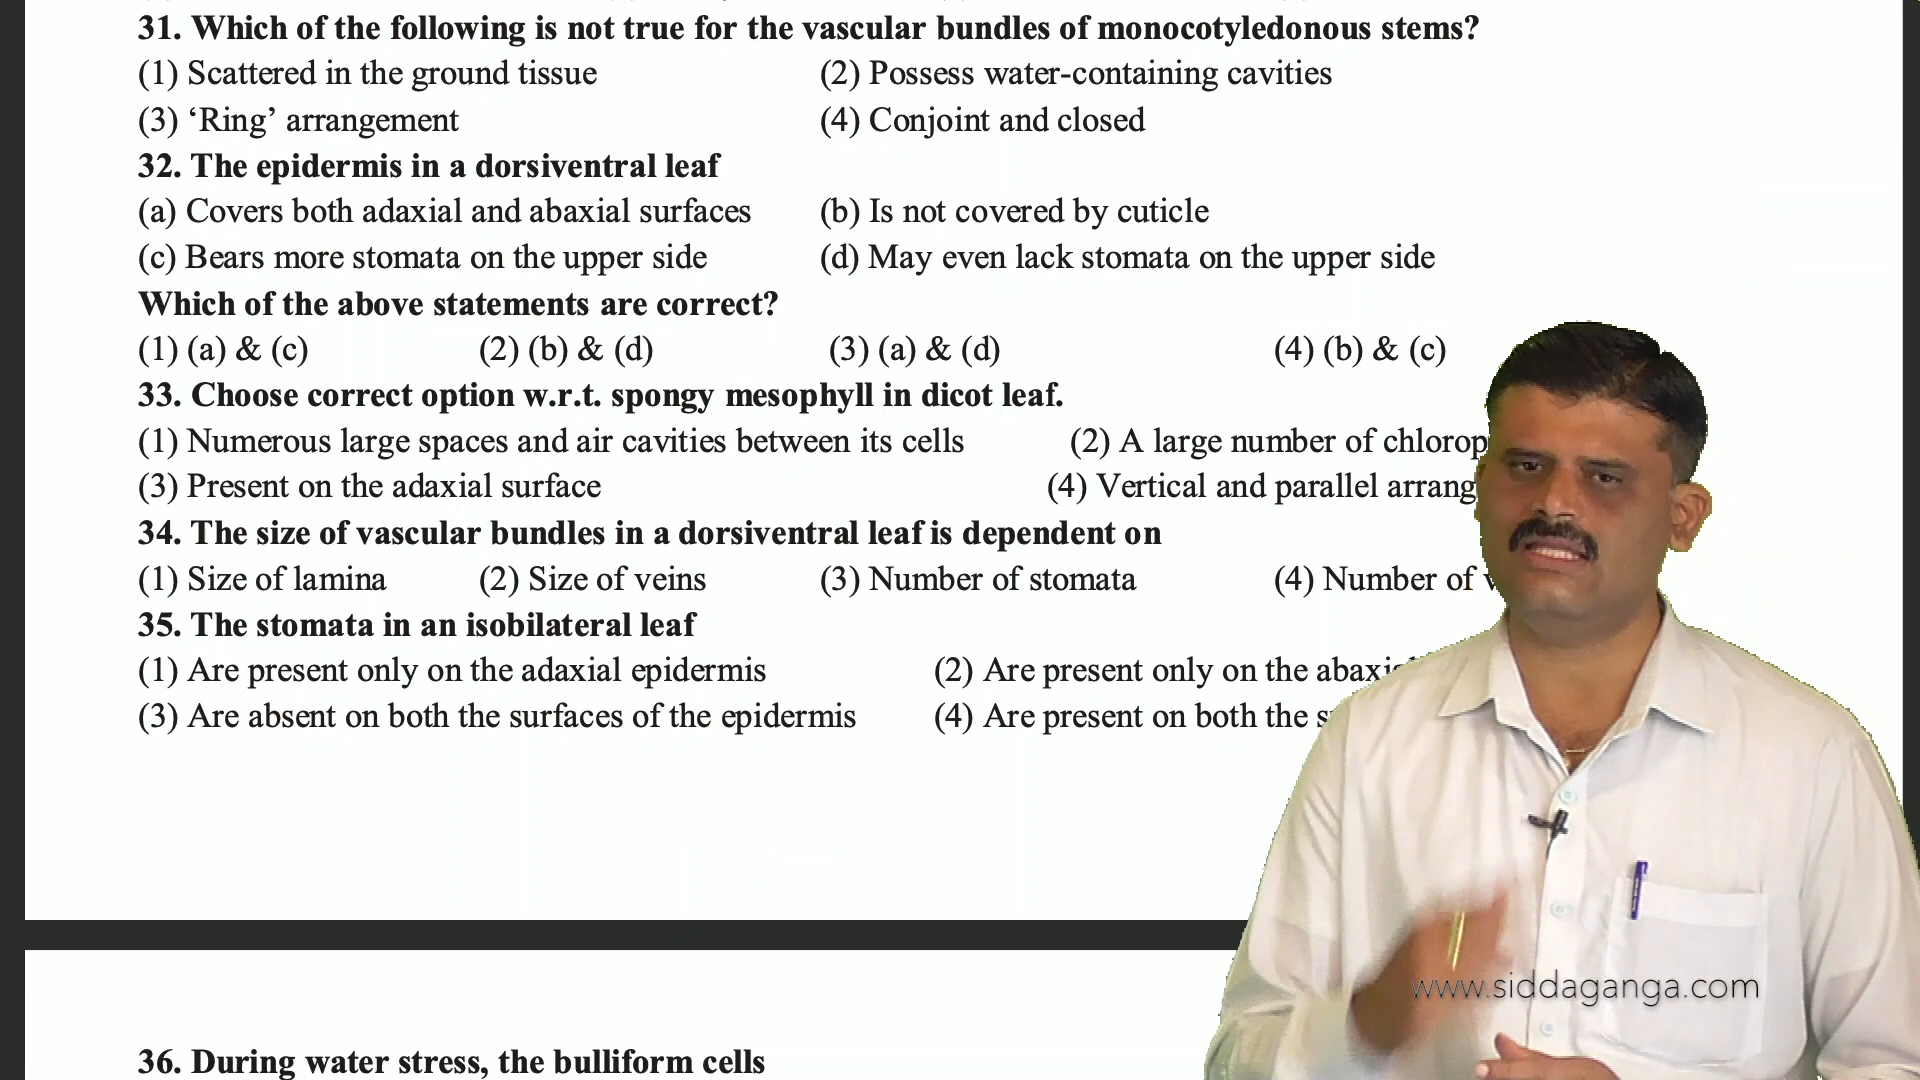 31. Which of the following is not true for the vascular bundles of monocotyledonous stems?
(1) Scattered in the ground tissue (2) Possess water-containing cavities
(3) ‘Ring’ arrangement (4) Conjoint and closed
32. The epidermis in a dorsiventral leaf
(a) Covers both adaxial and abaxial surfaces (b) Is not covered by cuticle
(c) Bears more stomata on the upper side (d) May even lack stomata on the upper side
Which of the above statements are correct?
(1) (a) & (c) (2) (b) & (d) (3) (a) & (d) (4) (b) & (c)
33. Choose correct option w.r.t. spongy mesophyll in dicot leaf.
(1) Numerous large spaces and air cavities between its cells (2) A large number of
(3) Present on the adaxial surface (4) Vertical and parallel
34. The size of vascular bundles in a dorsiventral leaf is dependent on
(1) Size of lamina (2) Size of veins (3) Number of stomata (4) Number of
35. The stomata in an isobilateral leaf
(1) Are present only on the adaxial epidermis (2) Are present only on the
(3) Are absent on both the surfaces of the epidermis (4) Are present on both the
www.siddaganga.com
36. During water stress, the bulliform cells